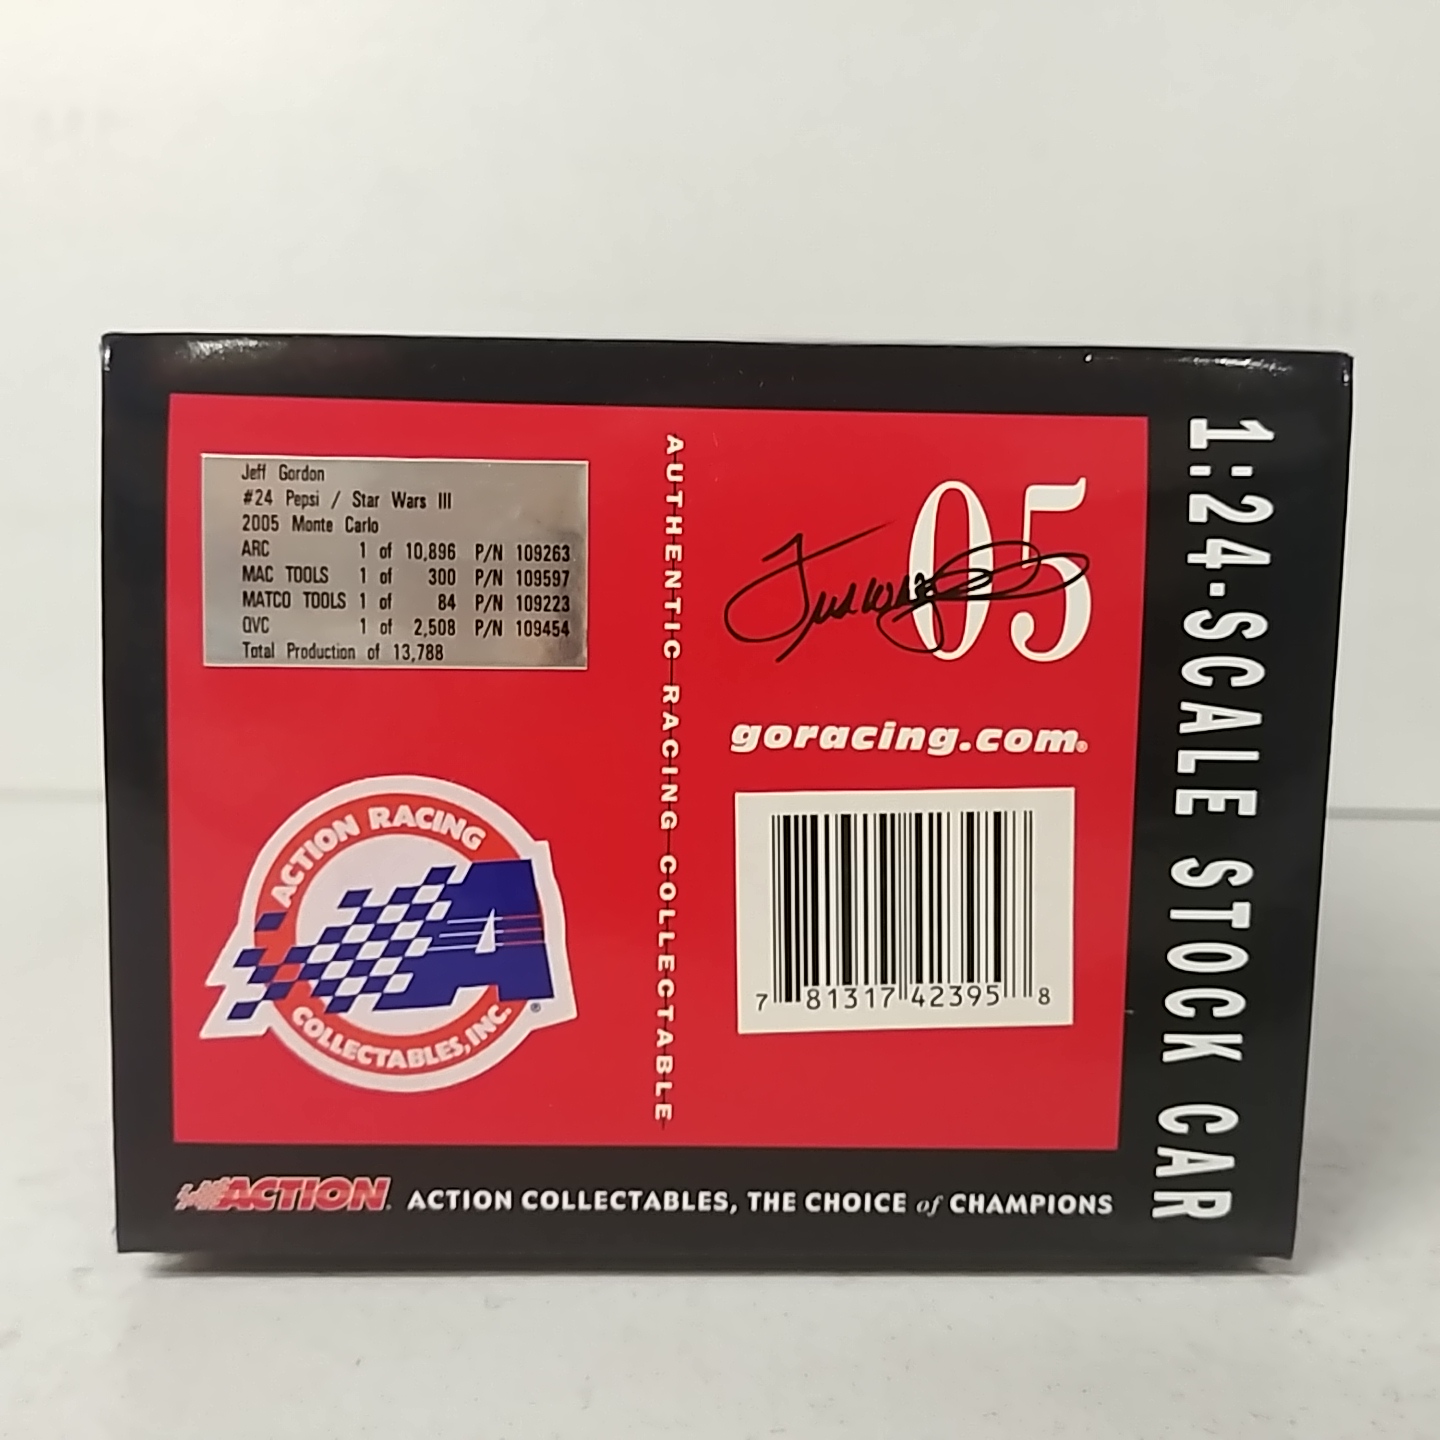 Jeff Gordon
#24 Pepsi / Star Wars III
2005 Monte Carlo
ARC 1 of 10,896 P/N 109263
MAC TOOLS 1 of 300 P/N 109597
MATCO TOOLS 1 of 84 P/N 109223
QVC 1 of 2,508 P/N 109454
Total Production of 13,788
ACTION RACING
A
COLLECTABLES, INC.®
AUTHENTIC RACING COLLECTABLE
05
goracing.com®
7 81317 42395 8
1:24-SCALE STOCK CAR
ACTION. ACTION COLLECTABLES, THE CHOICE of CHAMPIONS